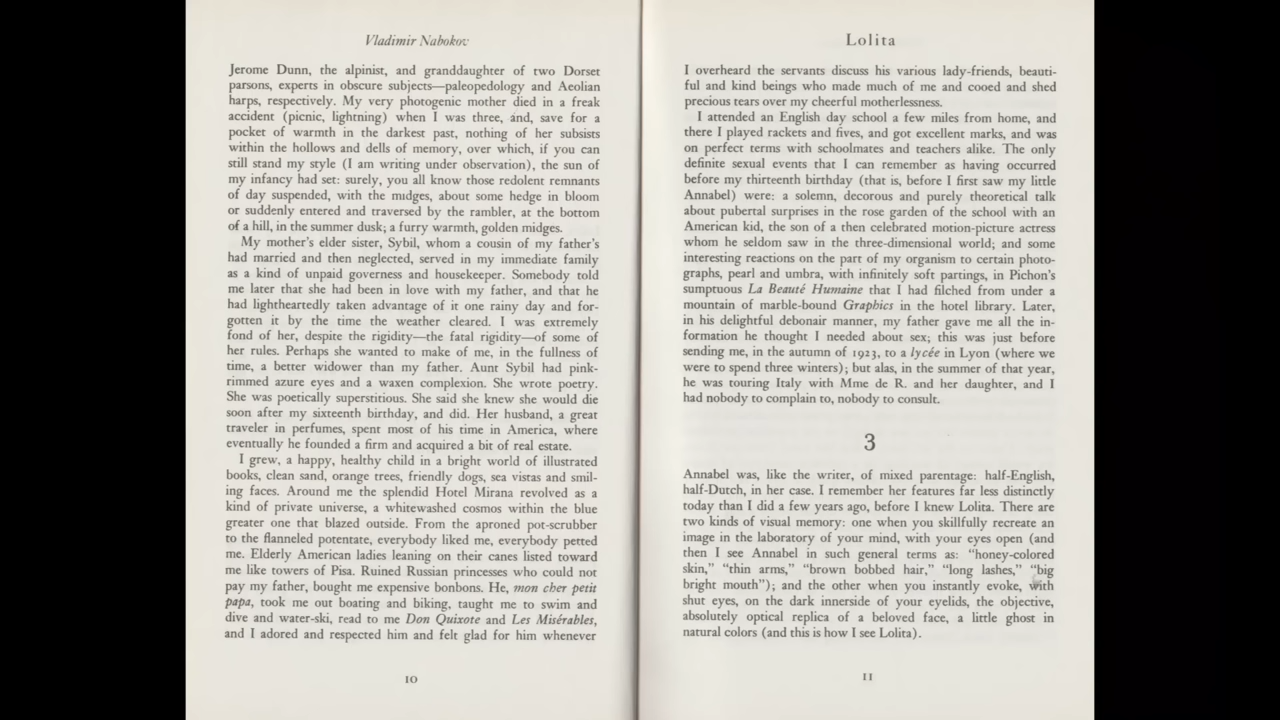 Vladimir Nabokov
Jerome Dunn, the alpinist, and granddaughter of two Dorset
parsons, experts in obscure subjects—paleopedology and Aeolian
harps, respectively. My very photogenic mother died in a freak
accident (picnic, lightning) when I was three, and, save for a
pocket of warmth in the darkest past, nothing of her subsists
within the hollows and dells of memory, over which, if you can
still stand my style (I am writing under observation), the sun of
my infancy had set: surely, you all know those redolent remnants
of day suspended, with the midges, about some hedge in bloom
or suddenly entered and traversed by the rambler, at the bottom
of a hill, in the summer dusk; a furry warmth, golden midges.
My mother's elder sister, Sybil, whom a cousin of my father's
had married and then neglected, served in my immediate family
as a kind of unpaid governess and housekeeper. Somebody told
me later that she had been in love with my father, and that he
had lightheartedly taken advantage of it one rainy day and for-
gotten it by the time the weather cleared. I was extremely
fond of her, despite the rigidity—the fatal rigidity—of some of
her rules. Perhaps she wanted to make of me, in the fullness of
time, a better widower than my father. Aunt Sybil had pink-
rimmed azure eyes and a waxen complexion. She wrote poetry.
She was poetically superstitious. She said she knew she would die
soon after my sixteenth birthday, and did. Her husband, a great
traveler in perfumes, spent most of his time in America, where
eventually he founded a firm and acquired a bit of real estate.
I grew, a happy, healthy child in a bright world of illustrated
books, clean sand, orange trees, friendly dogs, sea vistas and smil-
ing faces. Around me the splendid Hotel Mirana revolved as a
kind of private universe, a whitewashed cosmos within the blue
greater one that blazed outside. From the aproned pot-scrubber
to the flanneled potentate, everybody liked me, everybody petted
me. Elderly American ladies leaning on their canes listed toward
me like towers of Pisa. Ruined Russian princesses who could not
pay my father, bought me expensive bonbons. He, mon cher petit
papa, took me out boating and biking, taught me to swim and
dive and water-ski, read to me Don Quixote and Les Misérables,
and I adored and respected him and felt glad for him whenever
10
Lolita
I overheard the servants discuss his various lady-friends, beauti-
ful and kind beings who made much of me and cooed and shed
precious tears over my cheerful motherlessness.
I attended an English day school a few miles from home, and
there I played rackets and fives, and got excellent marks, and was
on perfect terms with schoolmates and teachers alike. The only
definite sexual events that I can remember as having occurred
before my thirteenth birthday (that is, before I first saw my little
Annabel) were: a solemn, decorous and purely theoretical talk
about pubertal surprises in the rose garden of the school with an
American kid, the son of a then celebrated motion-picture actress
whom he seldom saw in the three-dimensional world; and some
interesting reactions on the part of my organism to certain photo-
graphs, pearl and umbra, with infinitely soft partings, in Pichon's
sumptuous La Beauté Humaine that I had filched from under a
mountain of marble-bound Graphics in the hotel library. Later,
in his delightful debonair manner, my father gave me all the in-
formation he thought I needed about sex; this was just before
sending me, in the autumn of 1923, to a lycée in Lyon (where we
were to spend three winters); but alas, in the summer of that year,
he was touring Italy with Mme de R. and her daughter, and I
had nobody to complain to, nobody to consult.
3
Annabel was, like the writer, of mixed parentage: half-English,
half-Dutch, in her case. I remember her features far less distinctly
today than I did a few years ago, before I knew Lolita. There are
two kinds of visual memory: one when you skillfully recreate an
image in the laboratory of your mind, with your eyes open (and
then I see Annabel in such general terms as: "honey-colored
skin," "thin arms," "brown bobbed hair," "long lashes," "big
bright mouth"); and the other when you instantly evoke, with
shut eyes, on the dark innerside of your eyelids, the objective,
absolutely optical replica of a beloved face, a little ghost in
natural colors (and this is how I see Lolita).
11